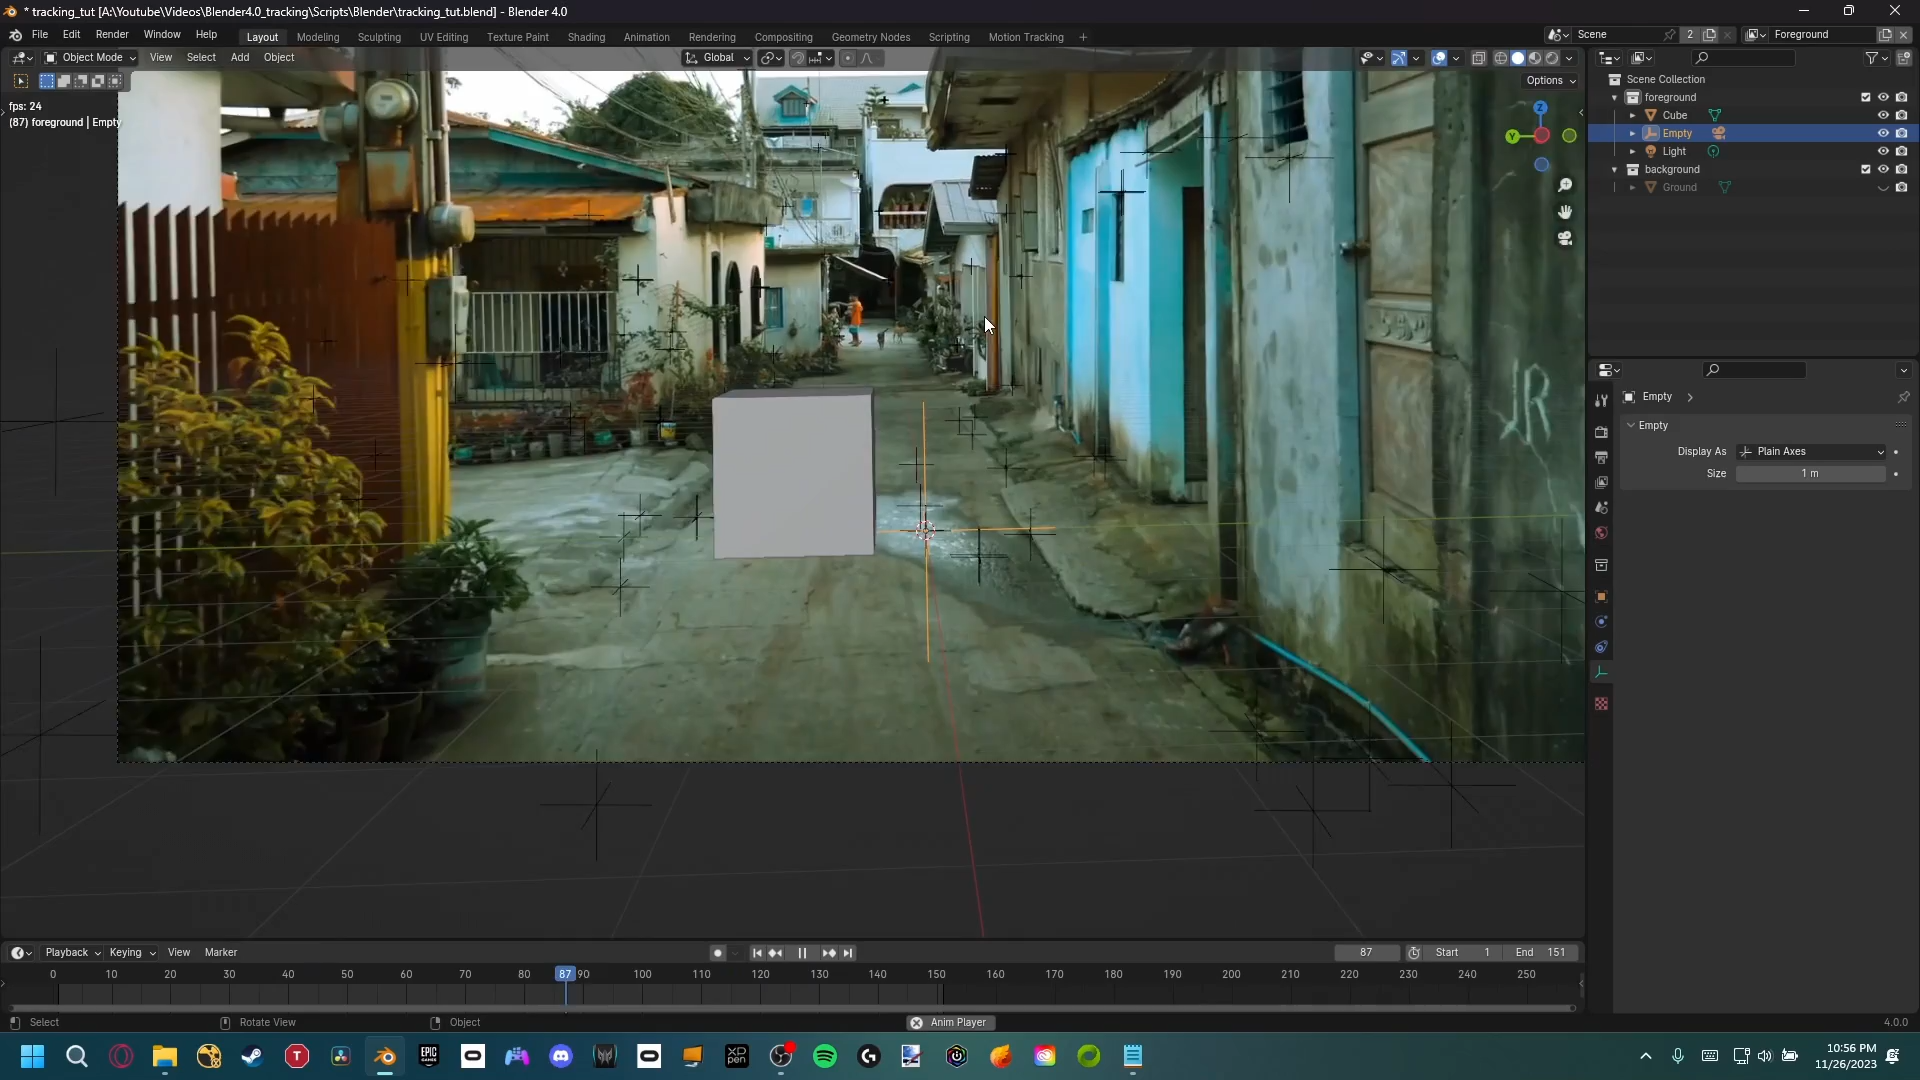 * tracking_tut [A:\Youtube\Videos\Blender4.0_tracking\Scripts\Blender\tracking_tut.blend] - Blender 4.0
File Edit Render Window Help Layout Modeling Sculpting UV Editing Texture Paint Shading Animation Rendering Compositing Geometry Nodes Scripting Motion Tracking + Scene 2 Foreground
Object Mode View Select Add Object Global
Options
fps: 24
(87) foreground | Empty
Z
Y
Scene Collection
foreground
Cube
Empty
Light
background
Ground
Empty
Empty
Display As Plain Axes
Size 1 m
JR
Playback Keying View Marker 87 Start 1 End 151
0 10 20 30 40 50 60 70 80 87 90 100 110 120 130 140 150 160 170 180 190 200 210 220 230 240 250
Select Rotate View Object Anim Player 4.0.0
T
EPIC GAMES
XP PEN
10:56 PM
11/26/2023